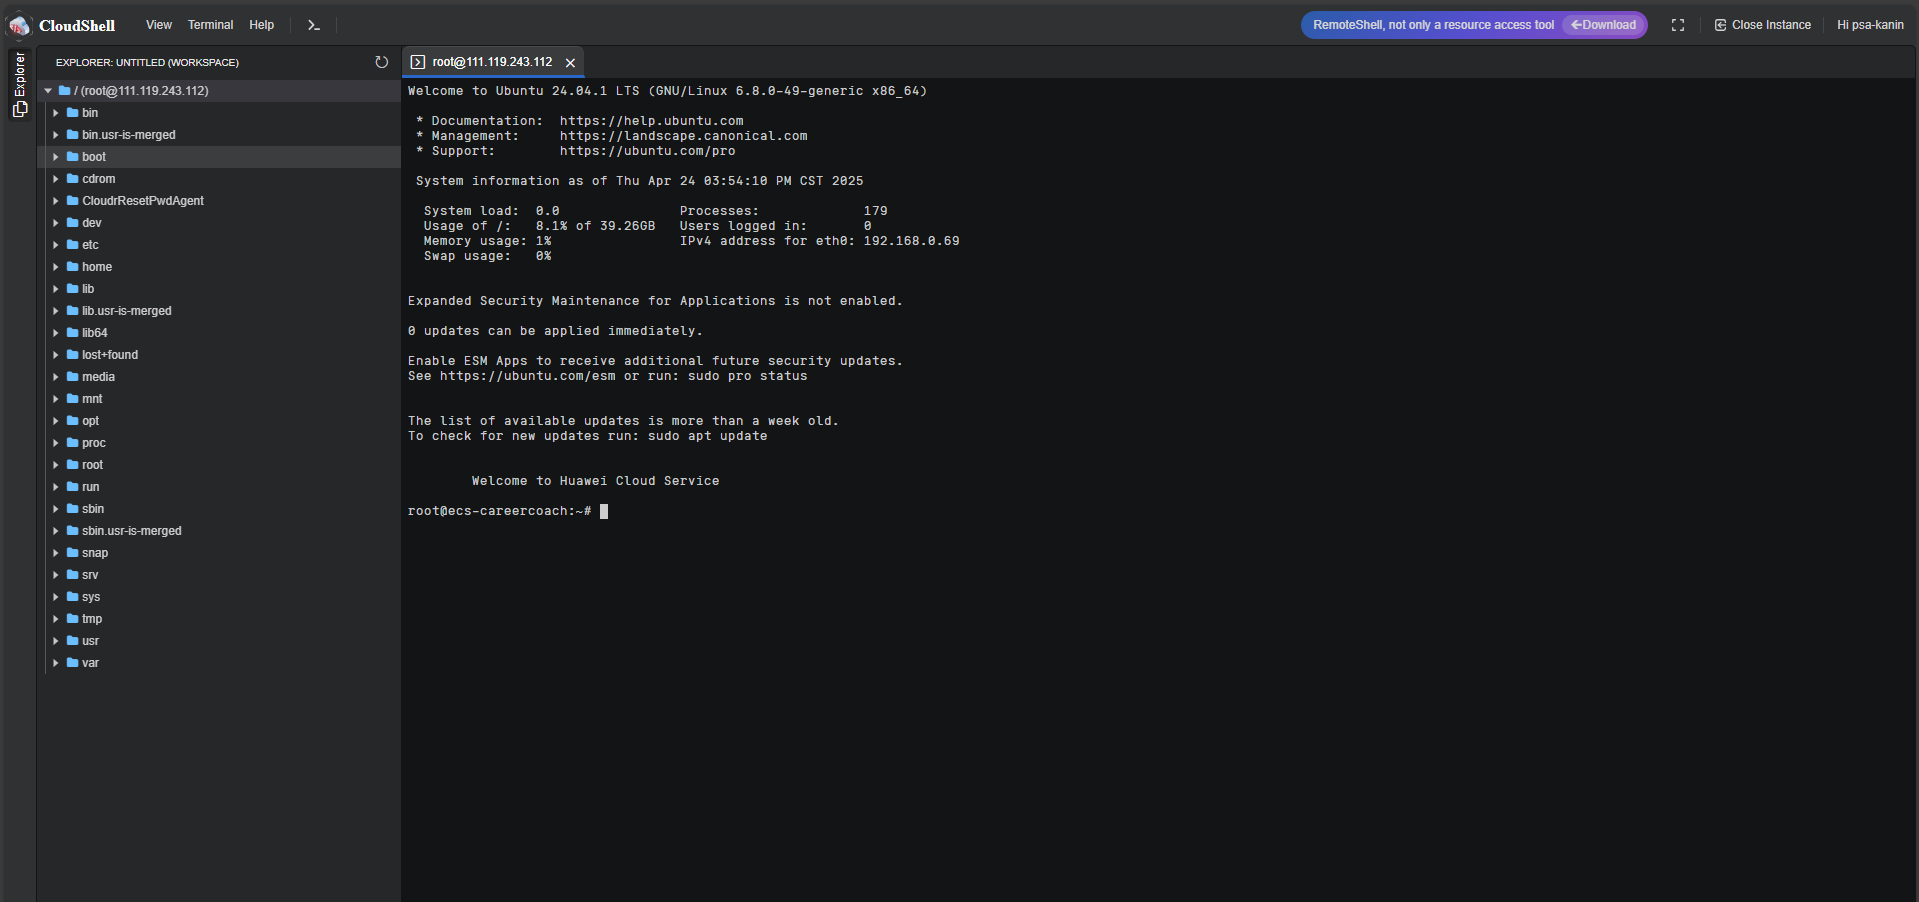 CloudShell View Terminal Help RemoteShell, not only a resource access tool ←Download Close Instance Hi psa-kanin
Explorer
EXPLORER: UNTITLED (WORKSPACE)
/ (root@111.119.243.112)
bin
bin.usr-is-merged
boot
cdrom
CloudrResetPwdAgent
dev
etc
home
lib
lib.usr-is-merged
lib64
lost+found
media
mnt
opt
proc
root
run
sbin
sbin.usr-is-merged
snap
srv
sys
tmp
usr
var
root@111.119.243.112
Welcome to Ubuntu 24.04.1 LTS (GNU/Linux 6.8.0-49-generic x86_64)
* Documentation: https://help.ubuntu.com
* Management: https://landscape.canonical.com
* Support: https://ubuntu.com/pro
System information as of Thu Apr 24 03:54:10 PM CST 2025
System load: 0.0 Processes: 179
Usage of /: 8.1% of 39.26GB Users logged in: 0
Memory usage: 1% IPv4 address for eth0: 192.168.0.69
Swap usage: 0%
Expanded Security Maintenance for Applications is not enabled.
0 updates can be applied immediately.
Enable ESM Apps to receive additional future security updates.
See https://ubuntu.com/esm or run: sudo pro status
The list of available updates is more than a week old.
To check for new updates run: sudo apt update
Welcome to Huawei Cloud Service
root@ecs-careercoach:~#